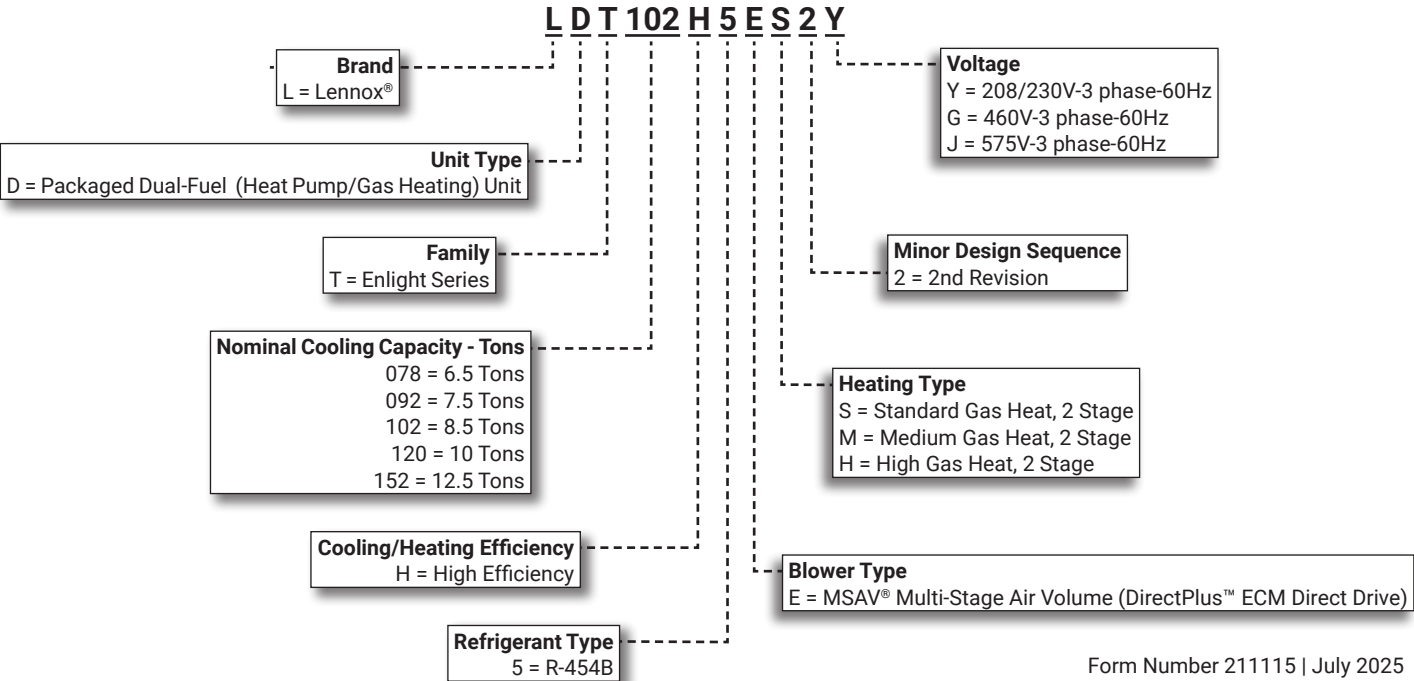 L D T 102 H 5 E S 2 Y
Brand
L = Lennox®
Unit Type
D = Packaged Dual-Fuel (Heat Pump/Gas Heating) Unit
Family
T = Enlight Series
Nominal Cooling Capacity - Tons
078 = 6.5 Tons
092 = 7.5 Tons
102 = 8.5 Tons
120 = 10 Tons
152 = 12.5 Tons
Cooling/Heating Efficiency
H = High Efficiency
Refrigerant Type
5 = R-454B
Voltage
Y = 208/230V-3 phase-60Hz
G = 460V-3 phase-60Hz
J = 575V-3 phase-60Hz
Minor Design Sequence
2 = 2nd Revision
Heating Type
S = Standard Gas Heat, 2 Stage
M = Medium Gas Heat, 2 Stage
H = High Gas Heat, 2 Stage
Blower Type
E = MSAV® Multi-Stage Air Volume (DirectPlus™ ECM Direct Drive)
Form Number 211115 | July 2025